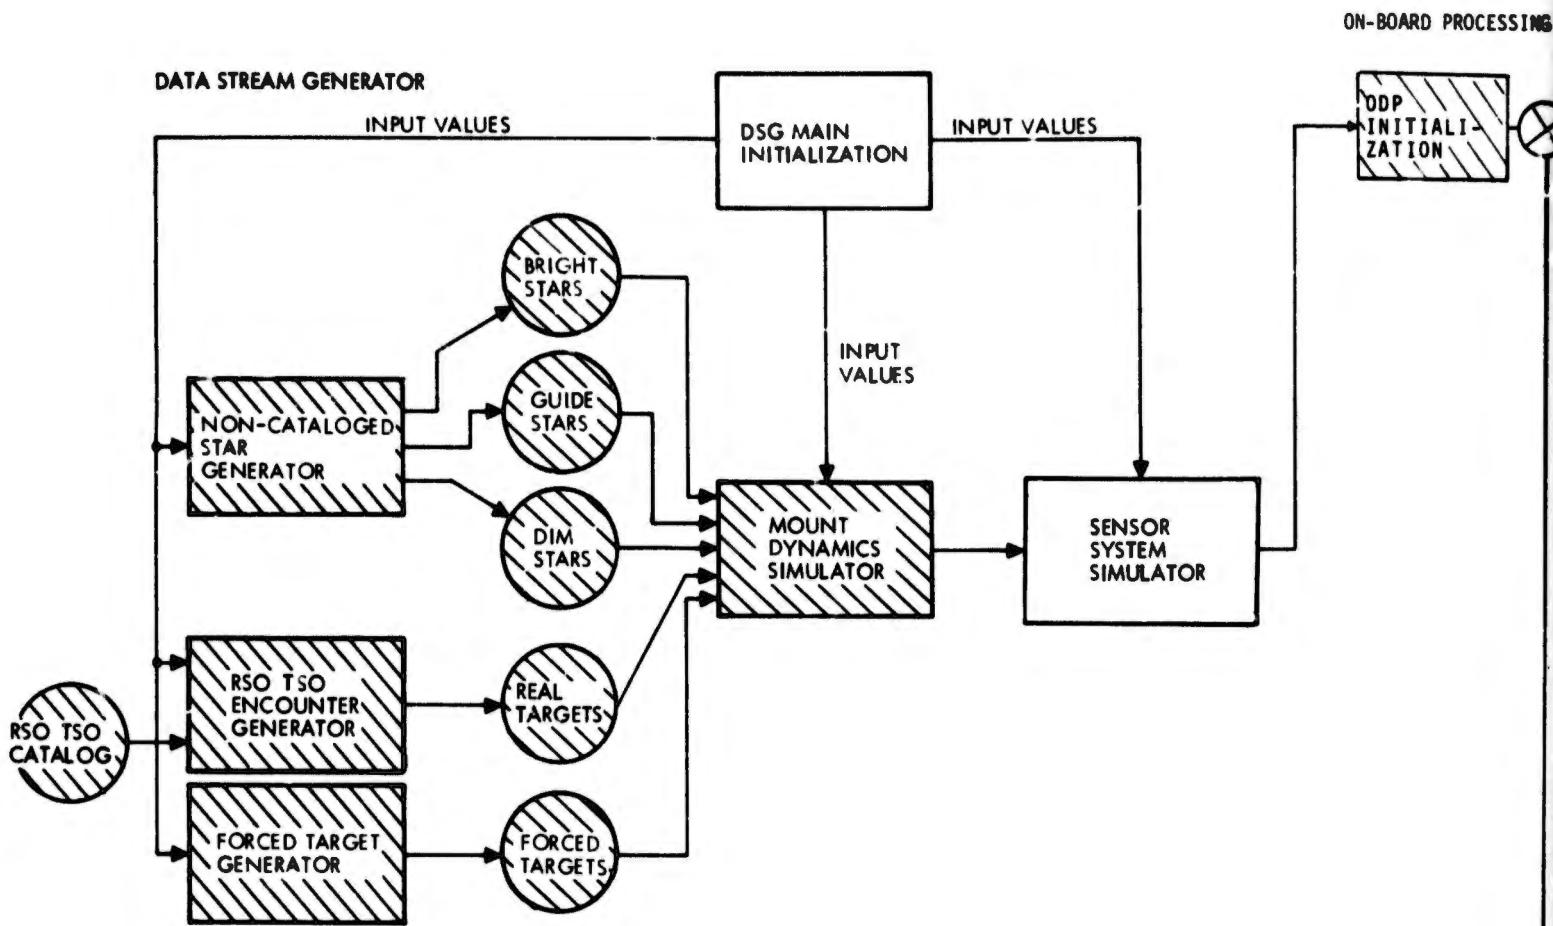 ON-BOARD PROCESSING
DATA STREAM GENERATOR
INPUT VALUES
DSG MAIN
INITIALIZATION
INPUT VALUES
ODP
INITIALI-
ZATION
BRIGHT
STARS
INPUT
VALUES
GUIDE
STARS
NON-CATALOGED
STAR
GENERATOR
DIM
STARS
MOUNT
DYNAMICS
SIMULATOR
SENSOR
SYSTEM
SIMULATOR
RSO TSO
CATALOG
RSO TSO
ENCOUNTER
GENERATOR
REAL
TARGETS
FORCED TARGET
GENERATOR
FORCED
TARGETS